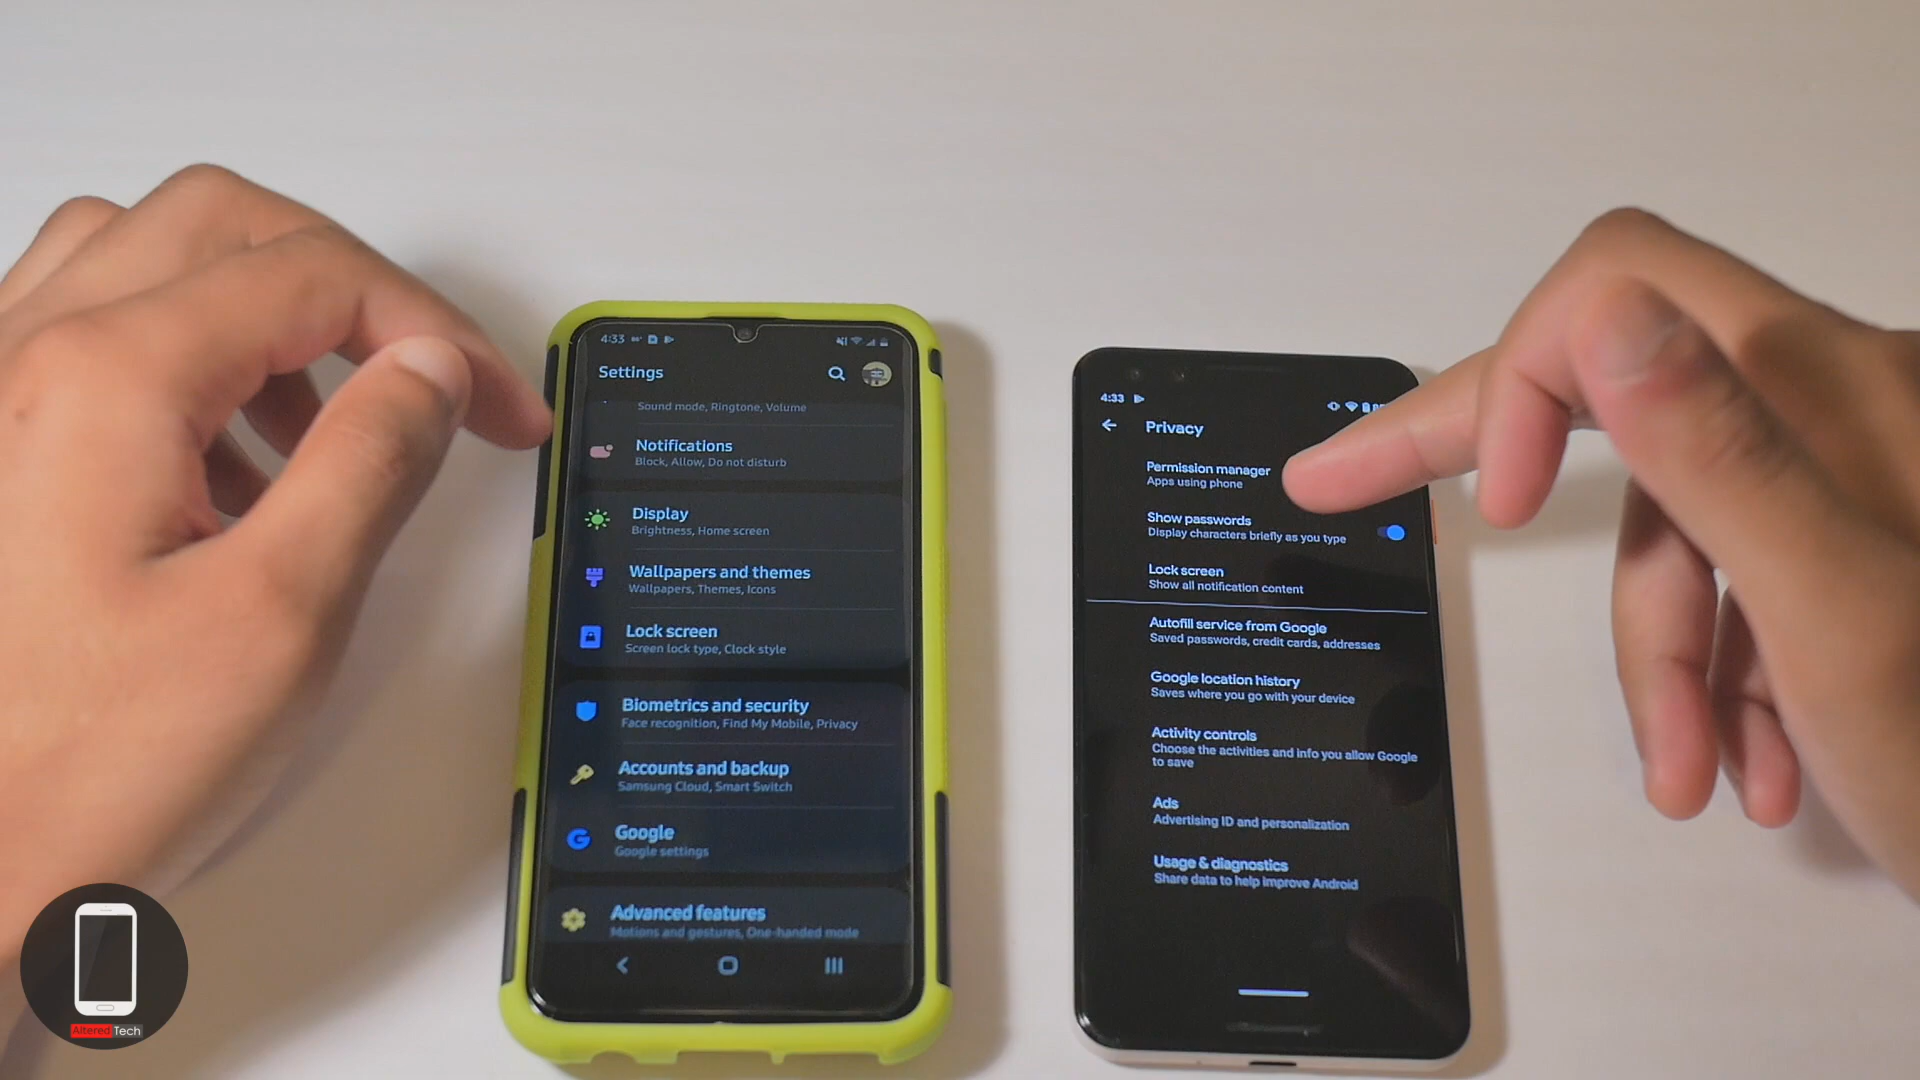 4:33
Settings
Sound mode, Ringtone, Volume
Notifications
Block, Allow, Do not disturb
Display
Brightness, Home screen
Wallpapers and themes
Wallpapers, Themes, Icons
Lock screen
Screen lock type, Clock style
Biometrics and security
Face recognition, Find My Mobile, Privacy
Accounts and backup
Samsung Cloud, Smart Switch
Google
Google settings
Advanced features
Motions and gestures, One-handed mode
4:33
Privacy
Permission manager
Apps using phone
Show passwords
Display characters briefly as you type
Lock screen
Show all notification content
Autofill service from Google
Saved passwords, credit cards, addresses
Google location history
Saves where you go with your device
Activity controls
Choose the activities and info you allow Google
to save
Ads
Advertising ID and personalization
Usage & diagnostics
Share data to help improve Android
Altered Tech